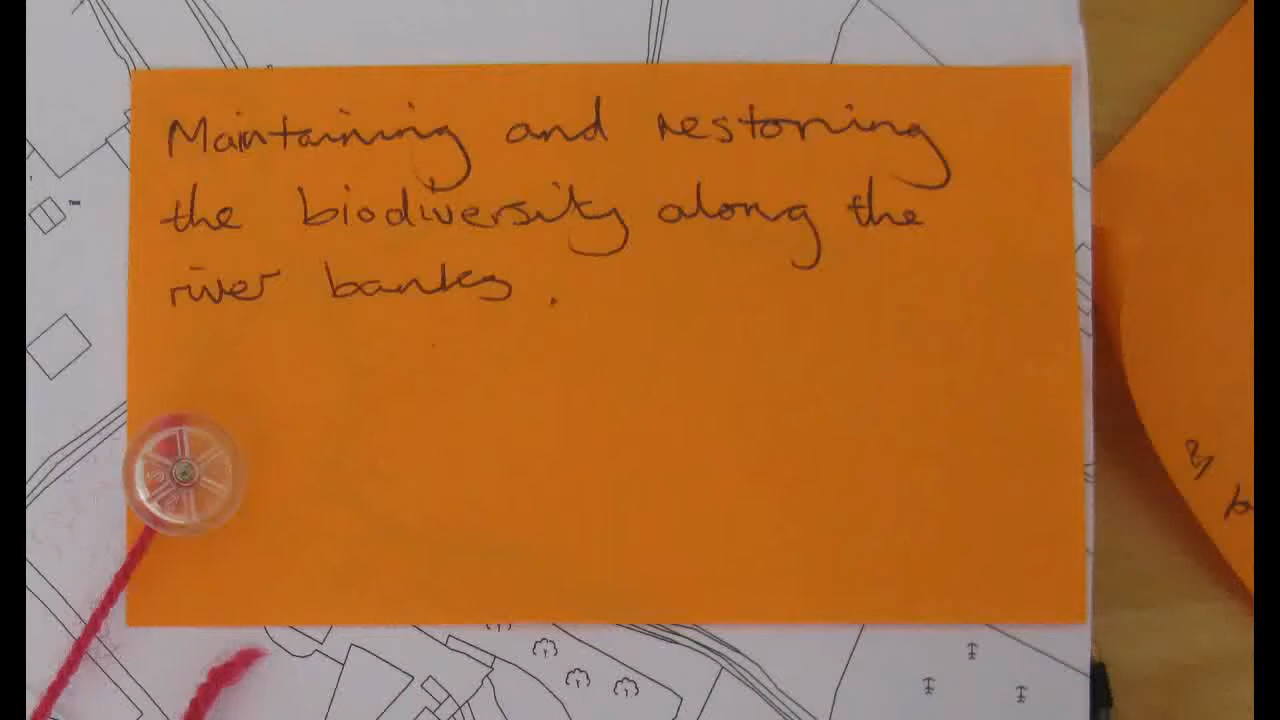 Maintaining and restoring
the biodiversity along the
river banks.
&